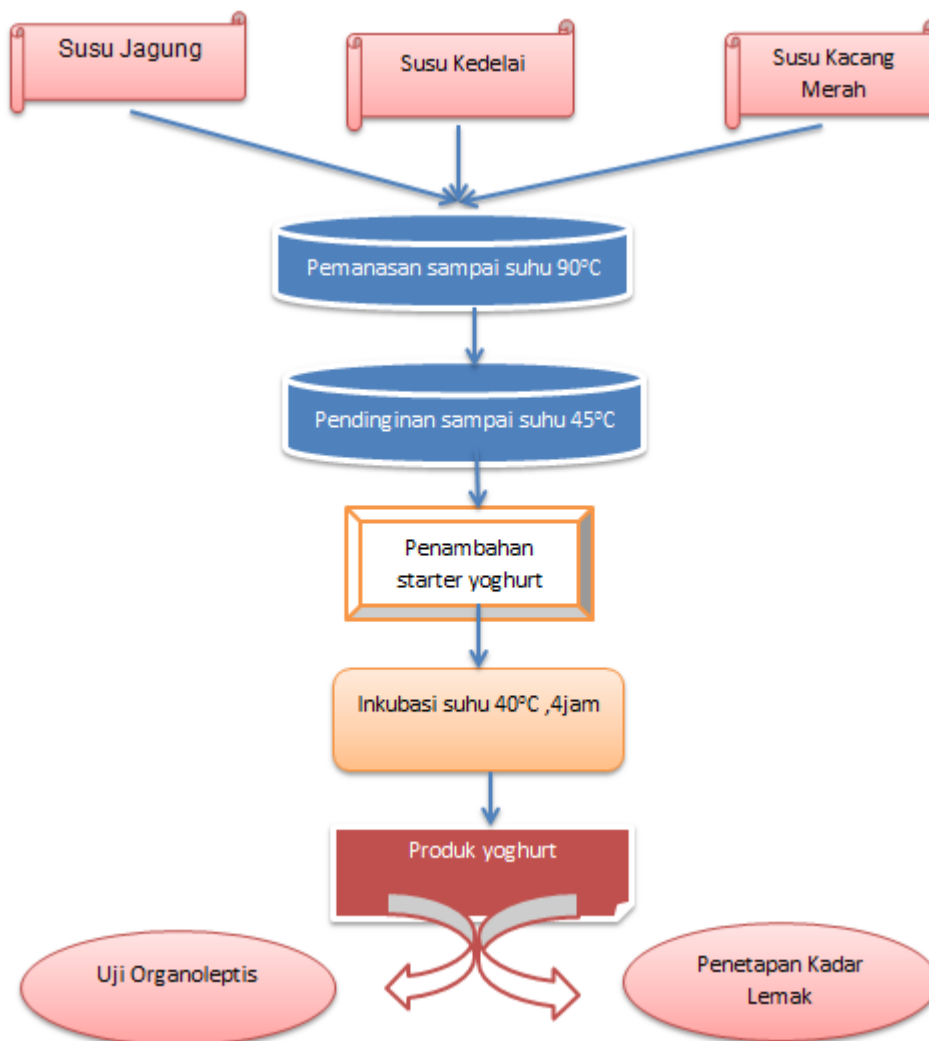 Susu Jagung
Susu Kedelai
Susu Kacang
Merah
Pemanasan sampai suhu 90°C
Pendinginan sampai suhu 45°C
Penambahan
starter yoghurt
Inkubasi suhu 40°C ,4jam
Produk yoghurt
Uji Organoleptis
Penetapan Kadar
Lemak